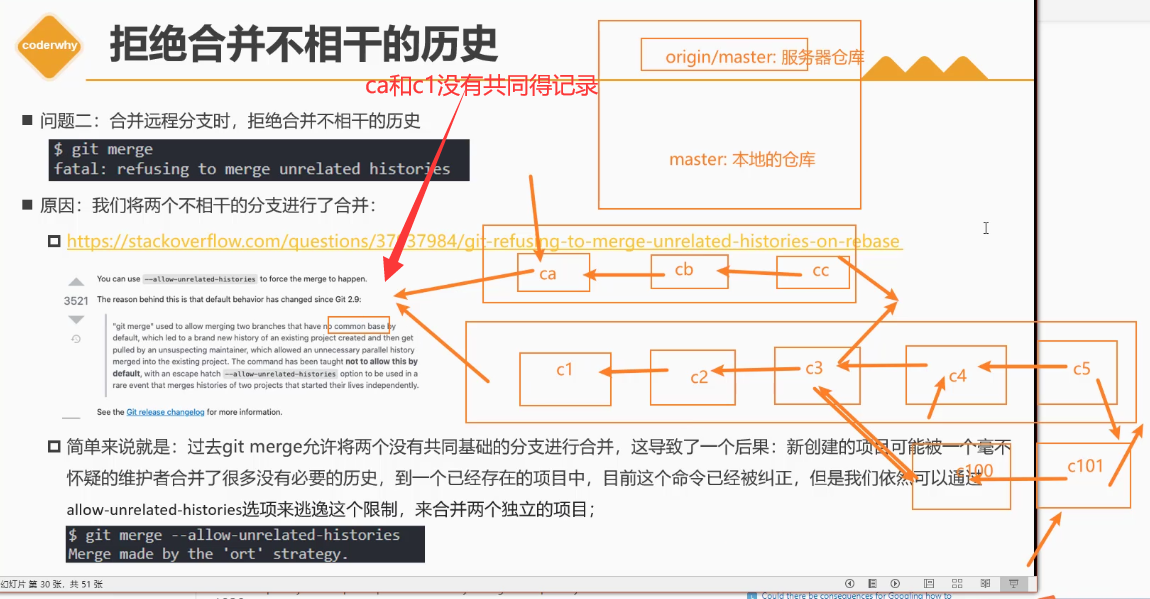 coderwhy
拒绝合并不相干的历史
origin/master: 服务器仓库
ca和c1没有共同得记录
问题二：合并远程分支时，拒绝合并不相干的历史
$ git merge
fatal: refusing to merge unrelated histories
master: 本地的仓库
原因：我们将两个不相干的分支进行了合并：
https://stackoverflow.com/questions/37937984/git-refusing-to-merge-unrelated-histories-on-rebase
ca
cb
cc
You can use --allow-unrelated-histories to force the merge to happen.
3521
The reason behind this is that default behavior has changed since Git 2.9:
"git merge" used to allow merging two branches that have no common base by
default, which led to a brand new history of an existing project created and then get
pulled by an unsuspecting maintainer, which allowed an unnecessary parallel history
merged into the existing project. The command has been taught not to allow this by
default, with an escape hatch --allow-unrelated-histories option to be used in a
rare event that merges histories of two projects that started their lives independently.
See the Git release changelog for more information.
c1
c2
c3
c4
c5
简单来说就是：过去git merge允许将两个没有共同基础的分支进行合并，这导致了一个后果：新创建的项目可能被一个毫不
怀疑的维护者合并了很多没有必要的历史，到一个已经存在的项目中，目前这个命令已经被纠正，但是我们依然可以通过
c100
c101
allow-unrelated-histories选项来逃逸这个限制，来合并两个独立的项目；
$ git merge --allow-unrelated-histories
Merge made by the 'ort' strategy.
幻灯片 第 30 张，共 51 张
Could there be consequences for Googling how to